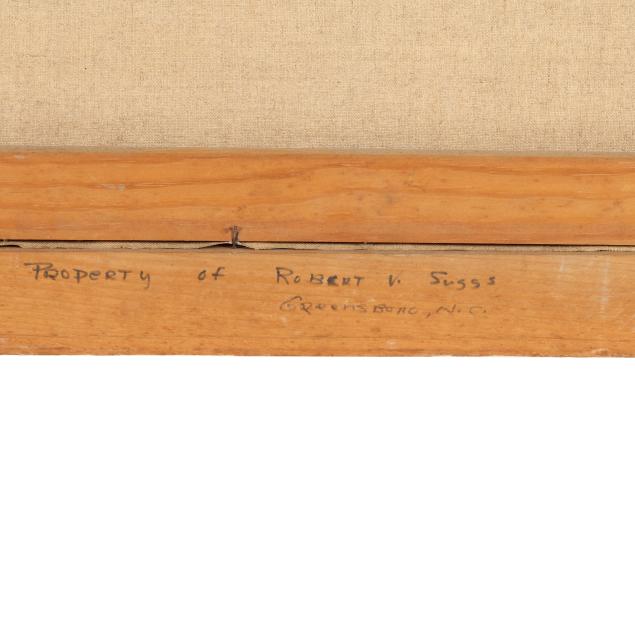 Property of Robert V. Suggs
Greensboro, N.C.